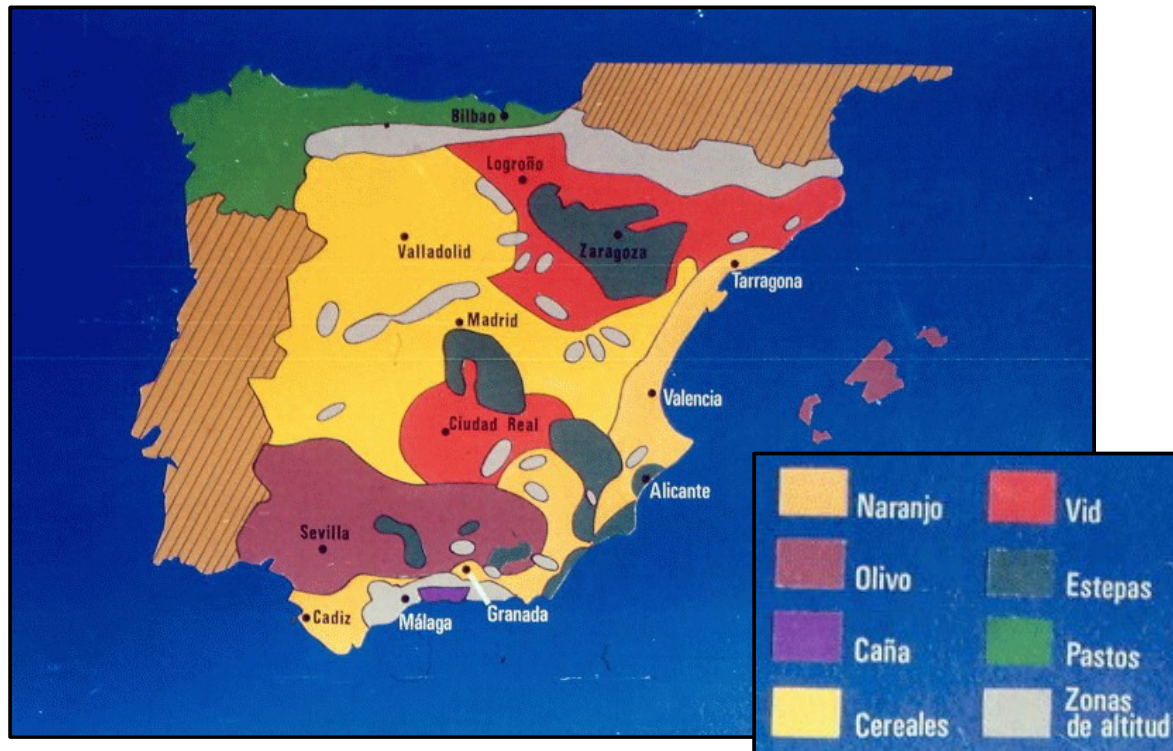 Bilbao
Logroño
Valladolid
Zaragoza
Tarragona
Madrid
Valencia
Ciudad Real
Alicante
Sevilla
Cadiz
Málaga
Granada
Naranjo
Vid
Olivo
Estepas
Caña
Pastos
Cereales
Zonas
de altitud